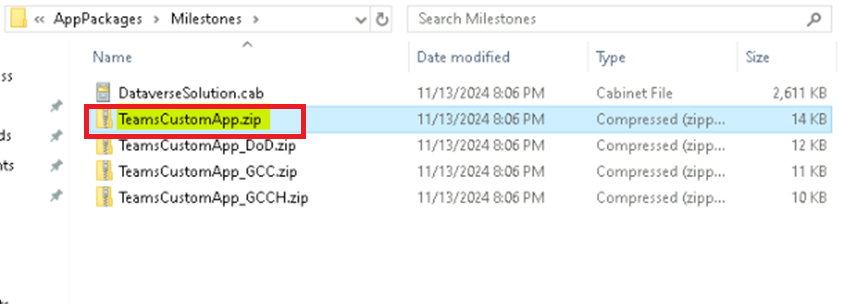 « AppPackages > Milestones >
Search Milestones
Name Date modified Type Size
ss
DataverseSolution.cab 11/13/2024 8:06 PM Cabinet File 2,611 KB
TeamsCustomApp.zip 11/13/2024 8:06 PM Compressed (zipp... 14 KB
ds
TeamsCustomApp_DoD.zip 11/13/2024 8:06 PM Compressed (zipp... 12 KB
nts
TeamsCustomApp_GCC.zip 11/13/2024 8:06 PM Compressed (zipp... 11 KB
TeamsCustomApp_GCCH.zip 11/13/2024 8:06 PM Compressed (zipp... 10 KB